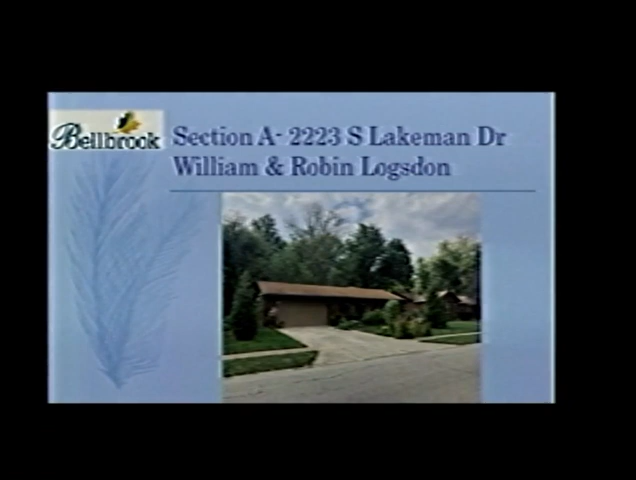 Bellbrook
Section A- 2223 S Lakeman Dr
William & Robin Logsdon